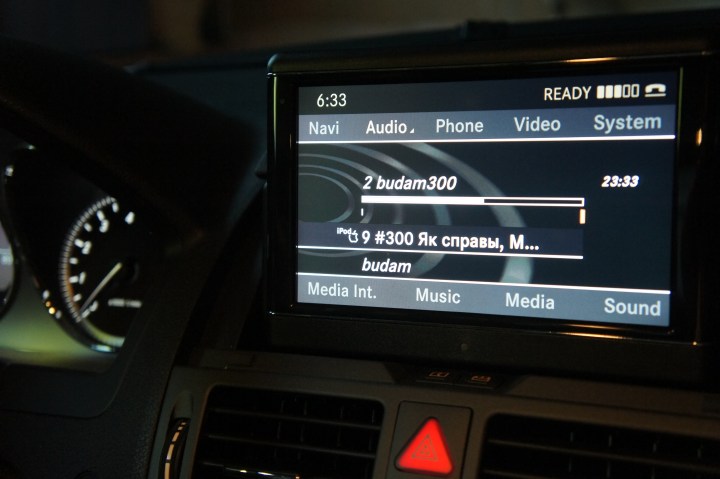 6:33 READY
Navi Audio Phone Video System
2 budam300 23:33
iPod 9 #300 Як справы, М...
budam
Media Int. Music Media Sound